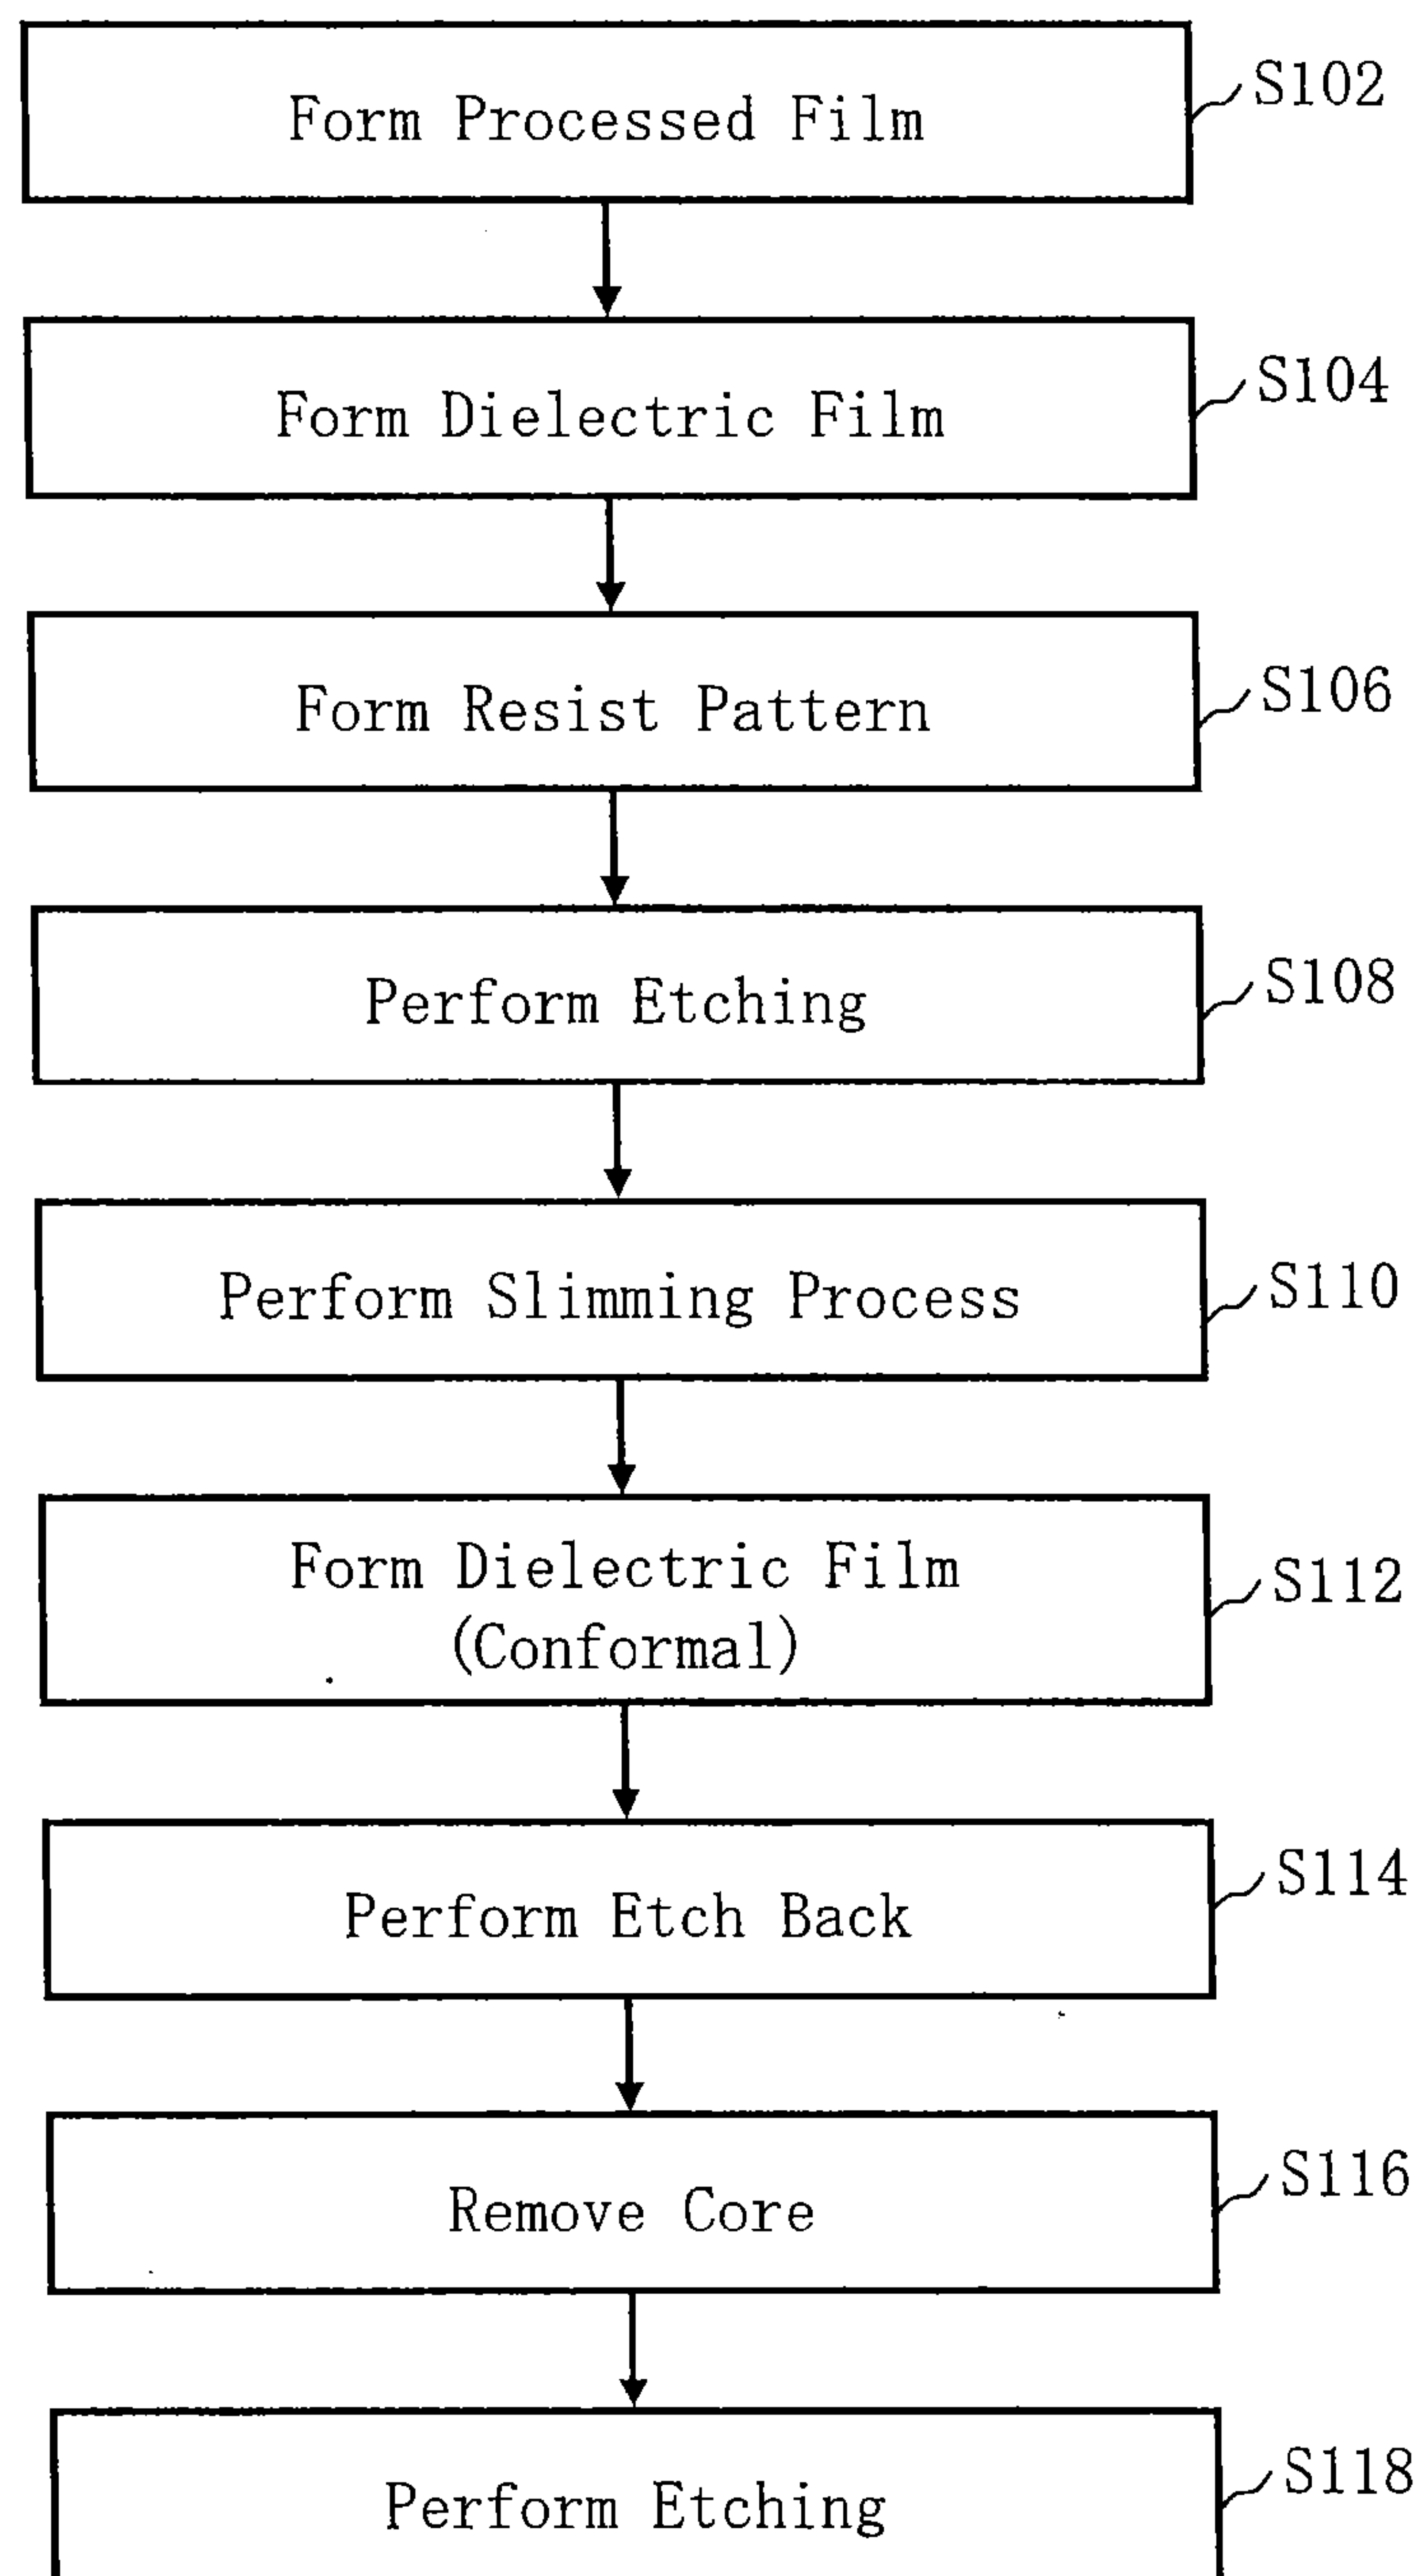 Form Processed Film
S102
Form Dielectric Film
S104
Form Resist Pattern
S106
Perform Etching
S108
Perform Slimming Process
S110
Form Dielectric Film
(Conformal)
S112
Perform Etch Back
S114
Remove Core
S116
Perform Etching
S118